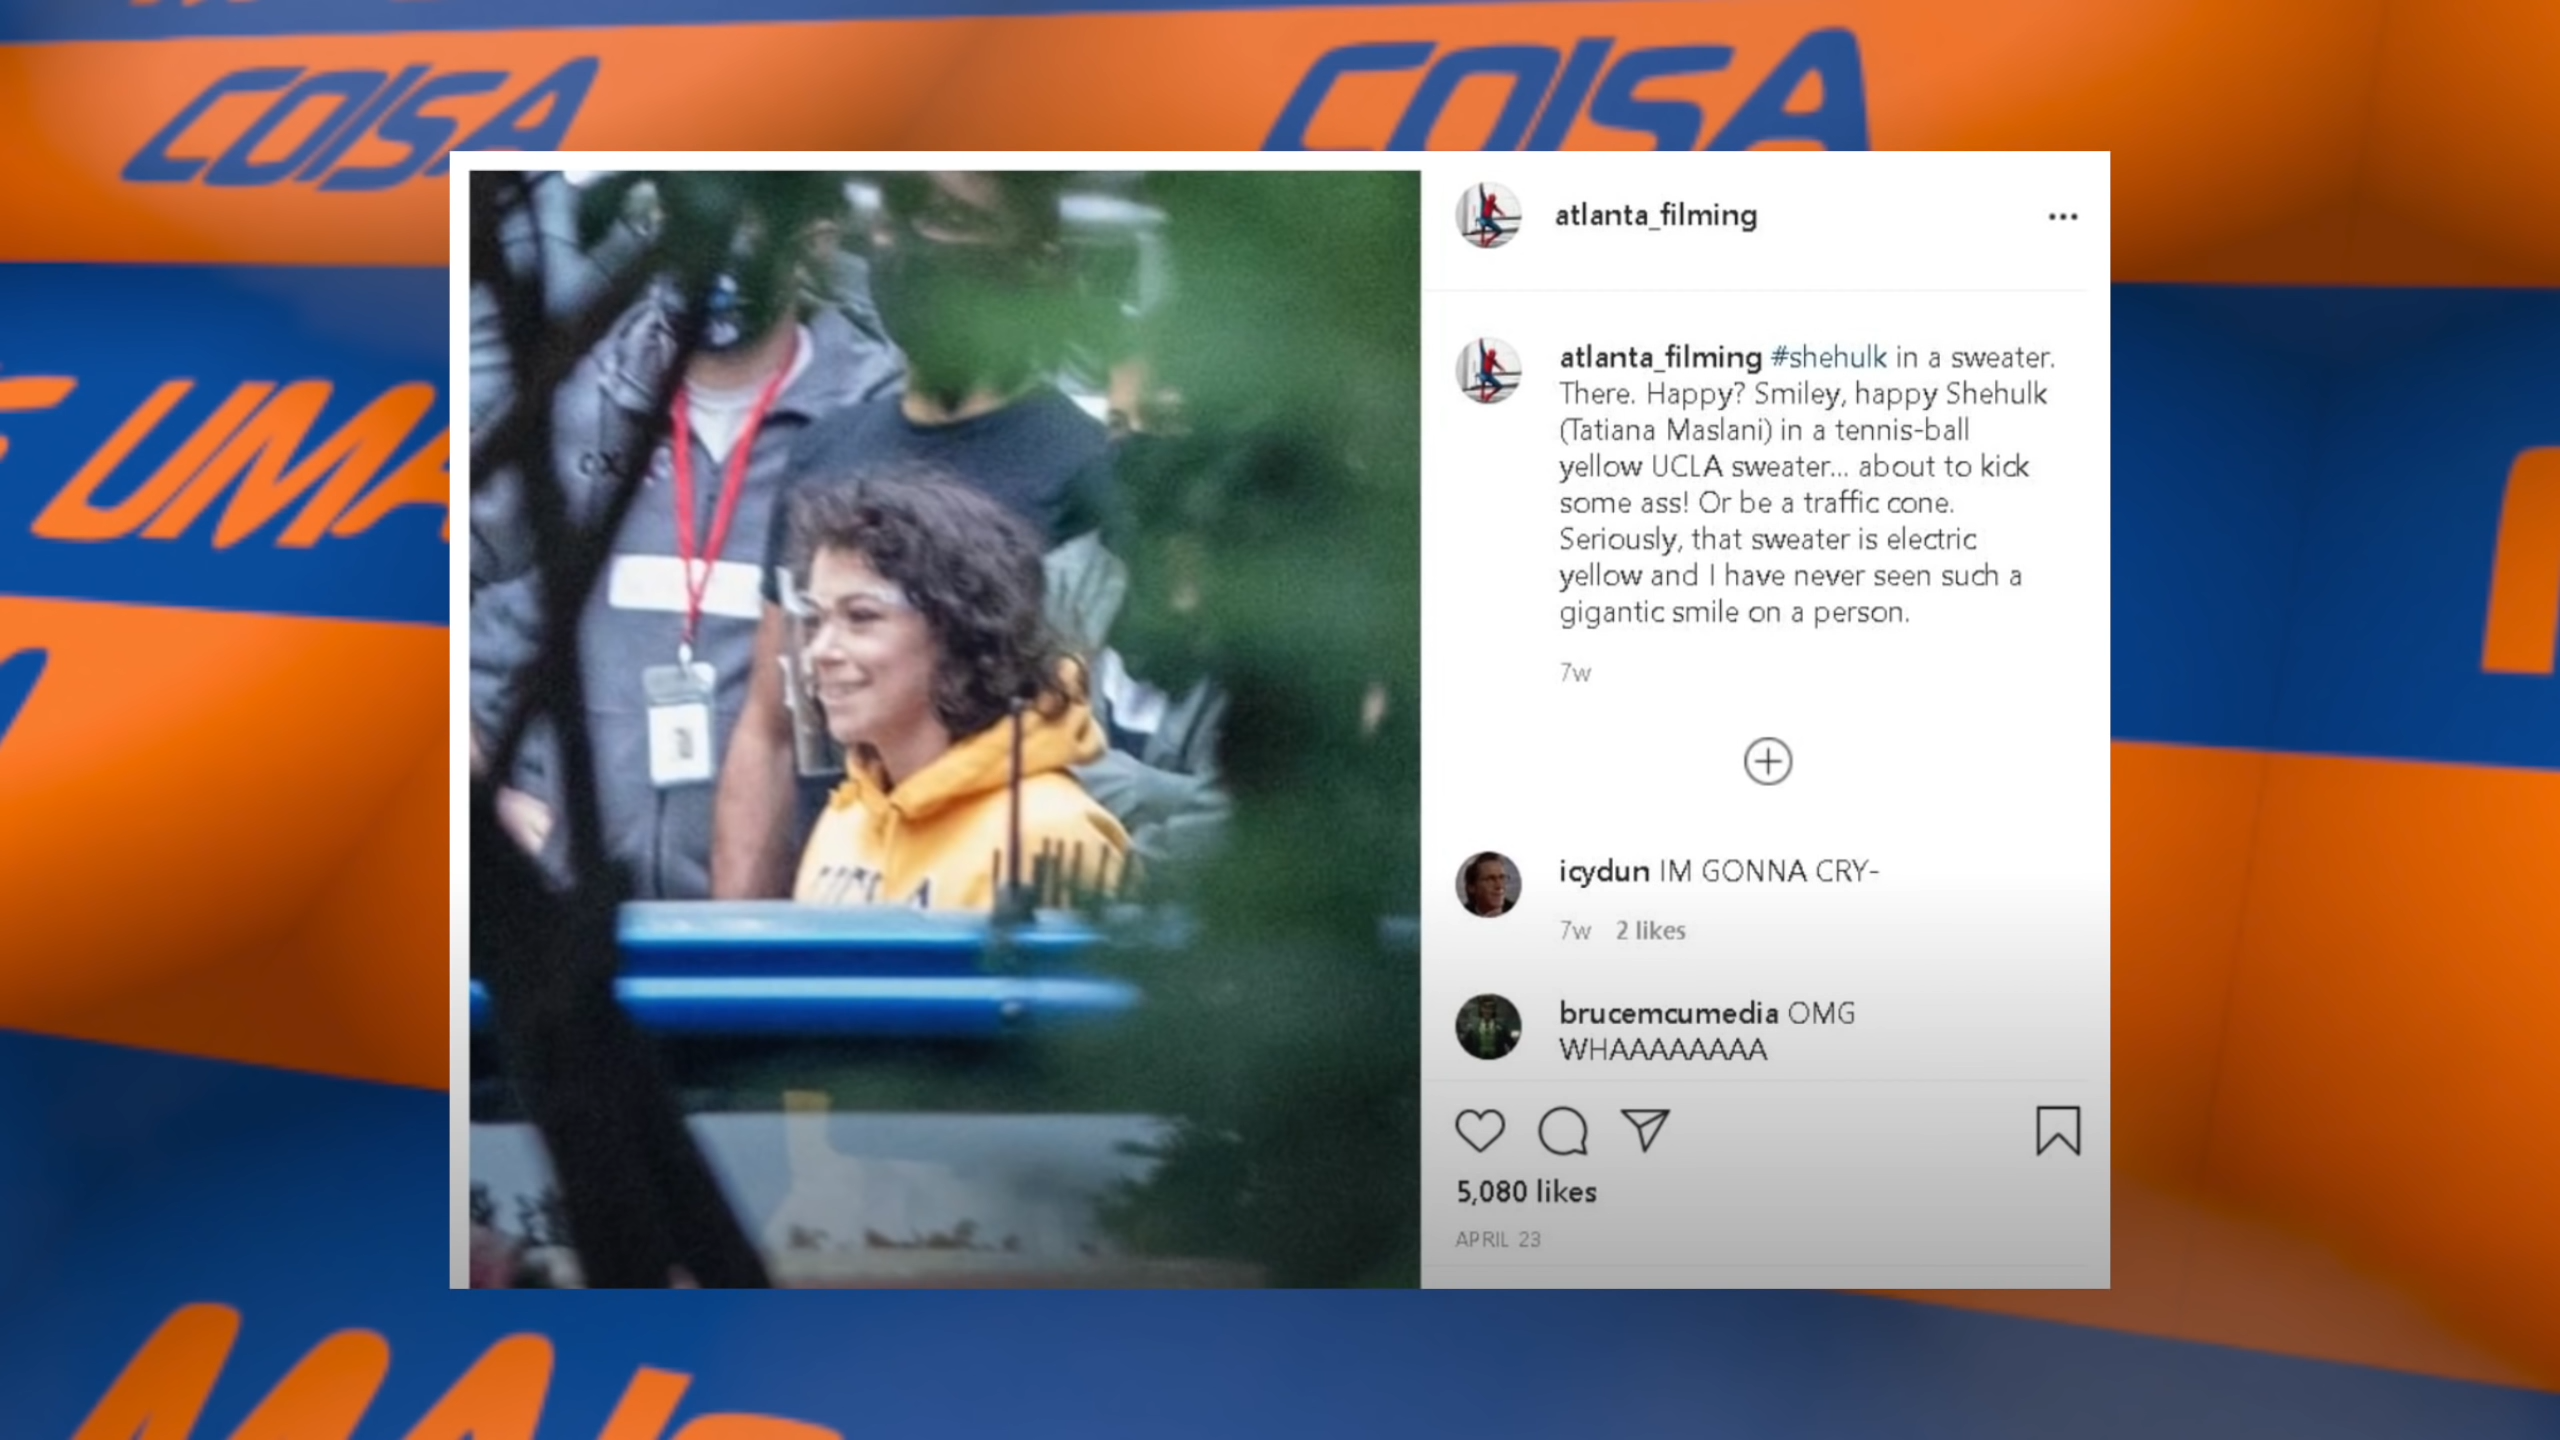 COISA
COISA
UMA
atlanta_filming
atlanta_filming #shehulk in a sweater.
There. Happy? Smiley, happy Shehulk
(Tatiana Maslani) in a tennis-ball
yellow UCLA sweater... about to kick
some ass! Or be a traffic cone.
Seriously, that sweater is electric
yellow and I have never seen such a
gigantic smile on a person.
7w
icydun IM GONNA CRY-
7w 2 likes
brucemcumedia OMG
WHAAAAAAAA
5,080 likes
APRIL 23
UCLA
MAIS